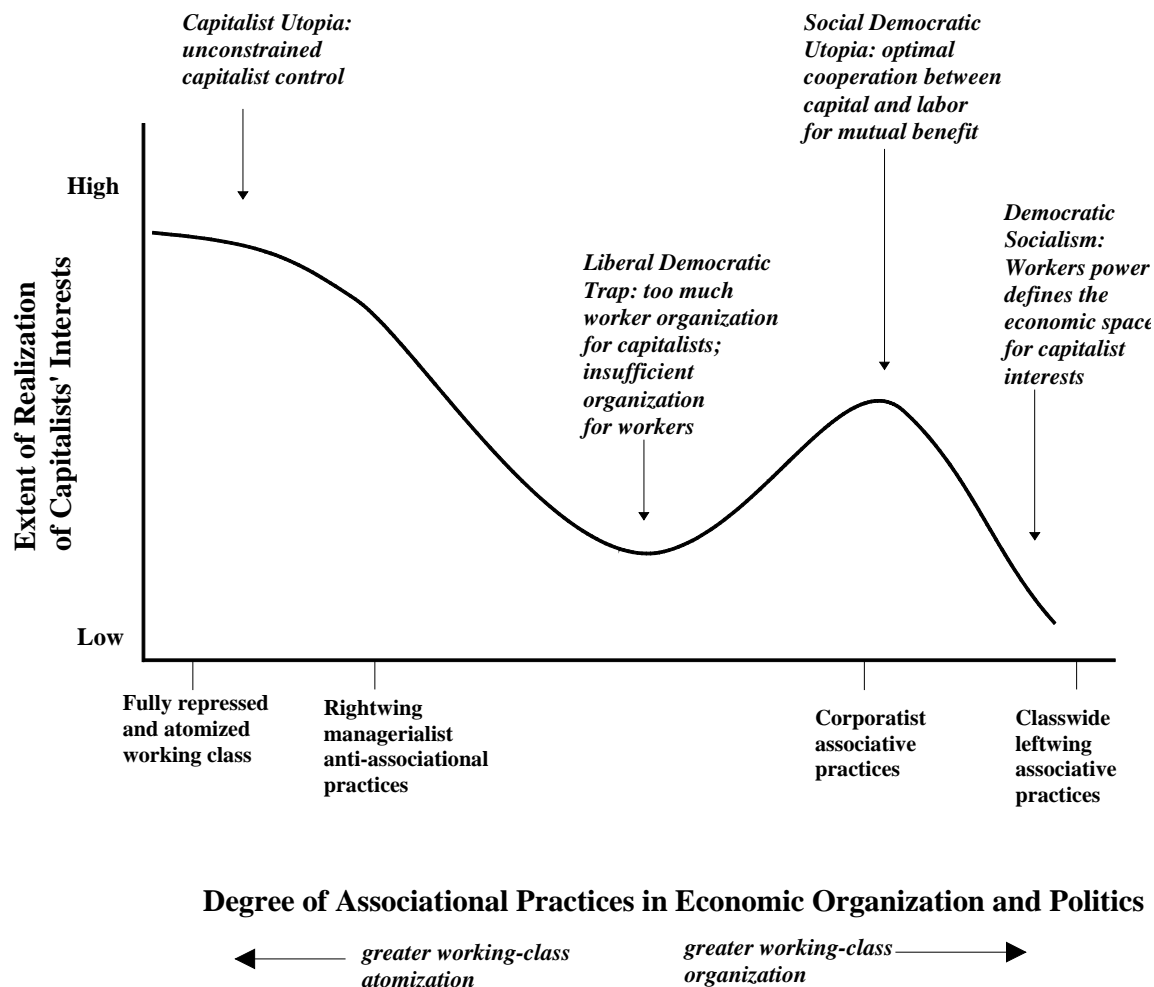 Capitalist Utopia:
unconstrained
capitalist control
Social Democratic
Utopia: optimal
cooperation between
capital and labor
for mutual benefit
High
Democratic
Socialism:
Workers power
defines the
economic space
for capitalist
interests
Liberal Democratic
Trap: too much
worker organization
for capitalists;
insufficient
organization
for workers
Extent of Realization
of Capitalists' Interests
Low
Fully repressed
and atomized
working class
Rightwing
managerialist
anti-associational
practices
Corporatist
associative
practices
Classwide
leftwing
associative
practices
Degree of Associational Practices in Economic Organization and Politics
greater working-class
atomization
greater working-class
organization